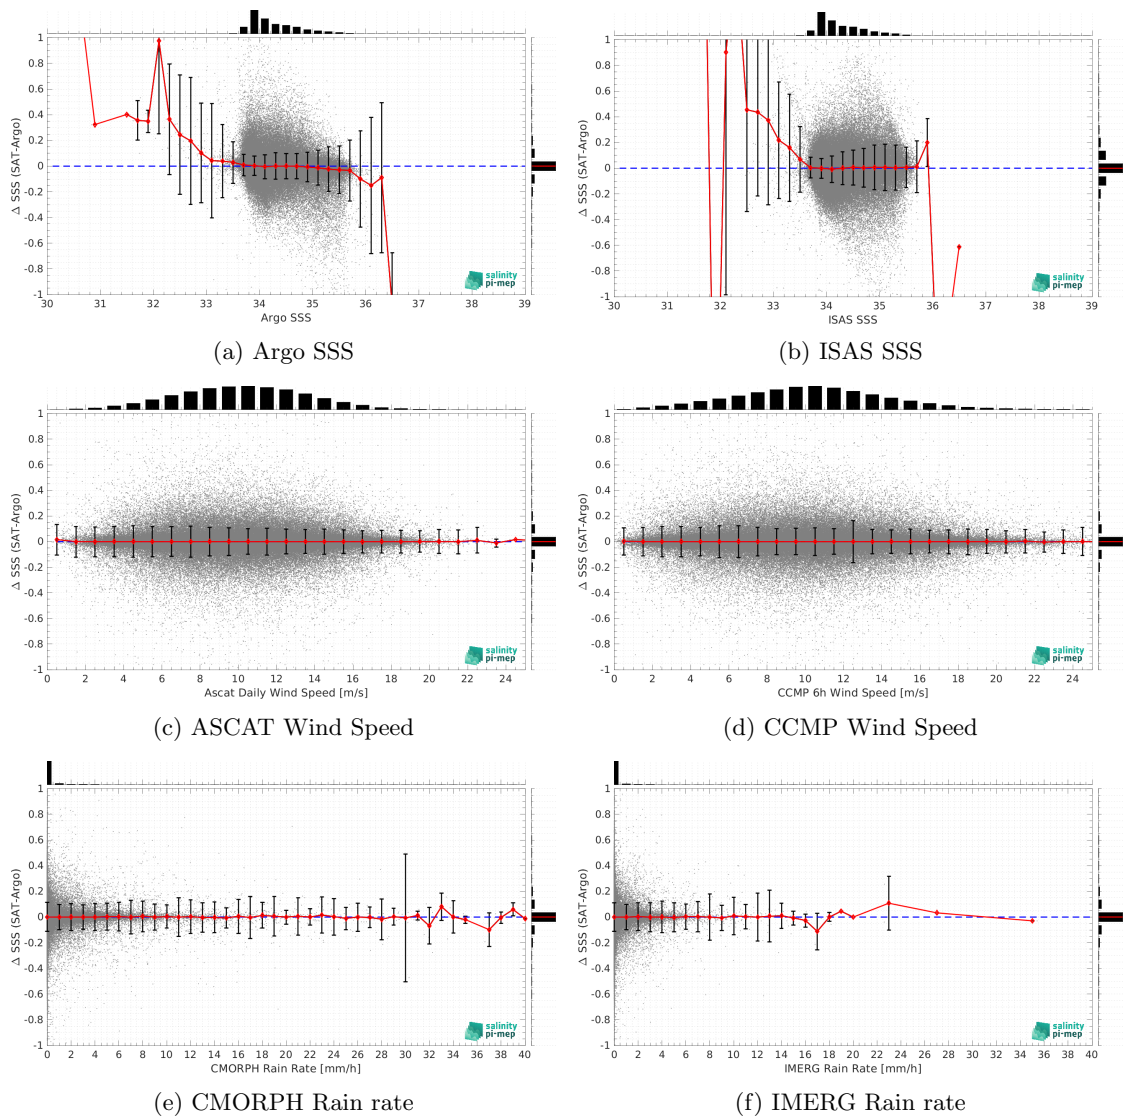 1
0.8
0.6
0.4
0.2
0
-0.2
-0.4
-0.6
-0.8
-1
Δ SSS (SAT-Argo)
30 31 32 33 34 35 36 37 38 39
Argo SSS
salinity
pi-mep
(a) Argo SSS
1
0.8
0.6
0.4
0.2
0
-0.2
-0.4
-0.6
-0.8
-1
Δ SSS (SAT-Argo)
30 31 32 33 34 35 36 37 38 39
ISAS SSS
salinity
pi-mep
(b) ISAS SSS
1
0.8
0.6
0.4
0.2
0
-0.2
-0.4
-0.6
-0.8
-1
Δ SSS (SAT-Argo)
0 2 4 6 8 10 12 14 16 18 20 22 24
Ascat Daily Wind Speed [m/s]
salinity
pi-mep
(c) ASCAT Wind Speed
1
0.8
0.6
0.4
0.2
0
-0.2
-0.4
-0.6
-0.8
-1
Δ SSS (SAT-Argo)
0 2 4 6 8 10 12 14 16 18 20 22 24
CCMP 6h Wind Speed [m/s]
salinity
pi-mep
(d) CCMP Wind Speed
1
0.8
0.6
0.4
0.2
0
-0.2
-0.4
-0.6
-0.8
-1
Δ SSS (SAT-Argo)
0 2 4 6 8 10 12 14 16 18 20 22 24 26 28 30 32 34 36 38 40
CMORPH Rain Rate [mm/h]
salinity
pi-mep
(e) CMORPH Rain rate
1
0.8
0.6
0.4
0.2
0
-0.2
-0.4
-0.6
-0.8
-1
Δ SSS (SAT-Argo)
0 2 4 6 8 10 12 14 16 18 20 22 24 26 28 30 32 34 36 38 40
IMERG Rain Rate [mm/h]
salinity
pi-mep
(f) IMERG Rain rate